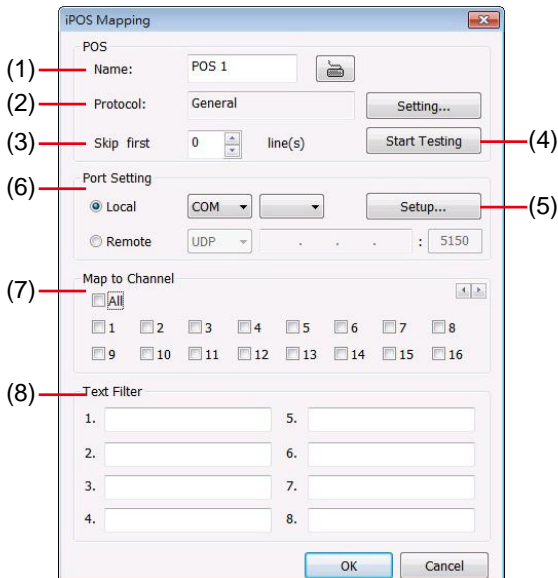 iPOS Mapping
POS
(1) Name: POS 1
(2) Protocol: General Setting...
(3) Skip first 0 line(s) Start Testing (4)
(6) Port Setting
Local COM Setup... (5)
Remote UDP . . . : 5150
(7) Map to Channel
All
1 2 3 4 5 6 7 8
9 10 11 12 13 14 15 16
(8) Text Filter
1. 5.
2. 6.
3. 7.
4. 8.
OK Cancel